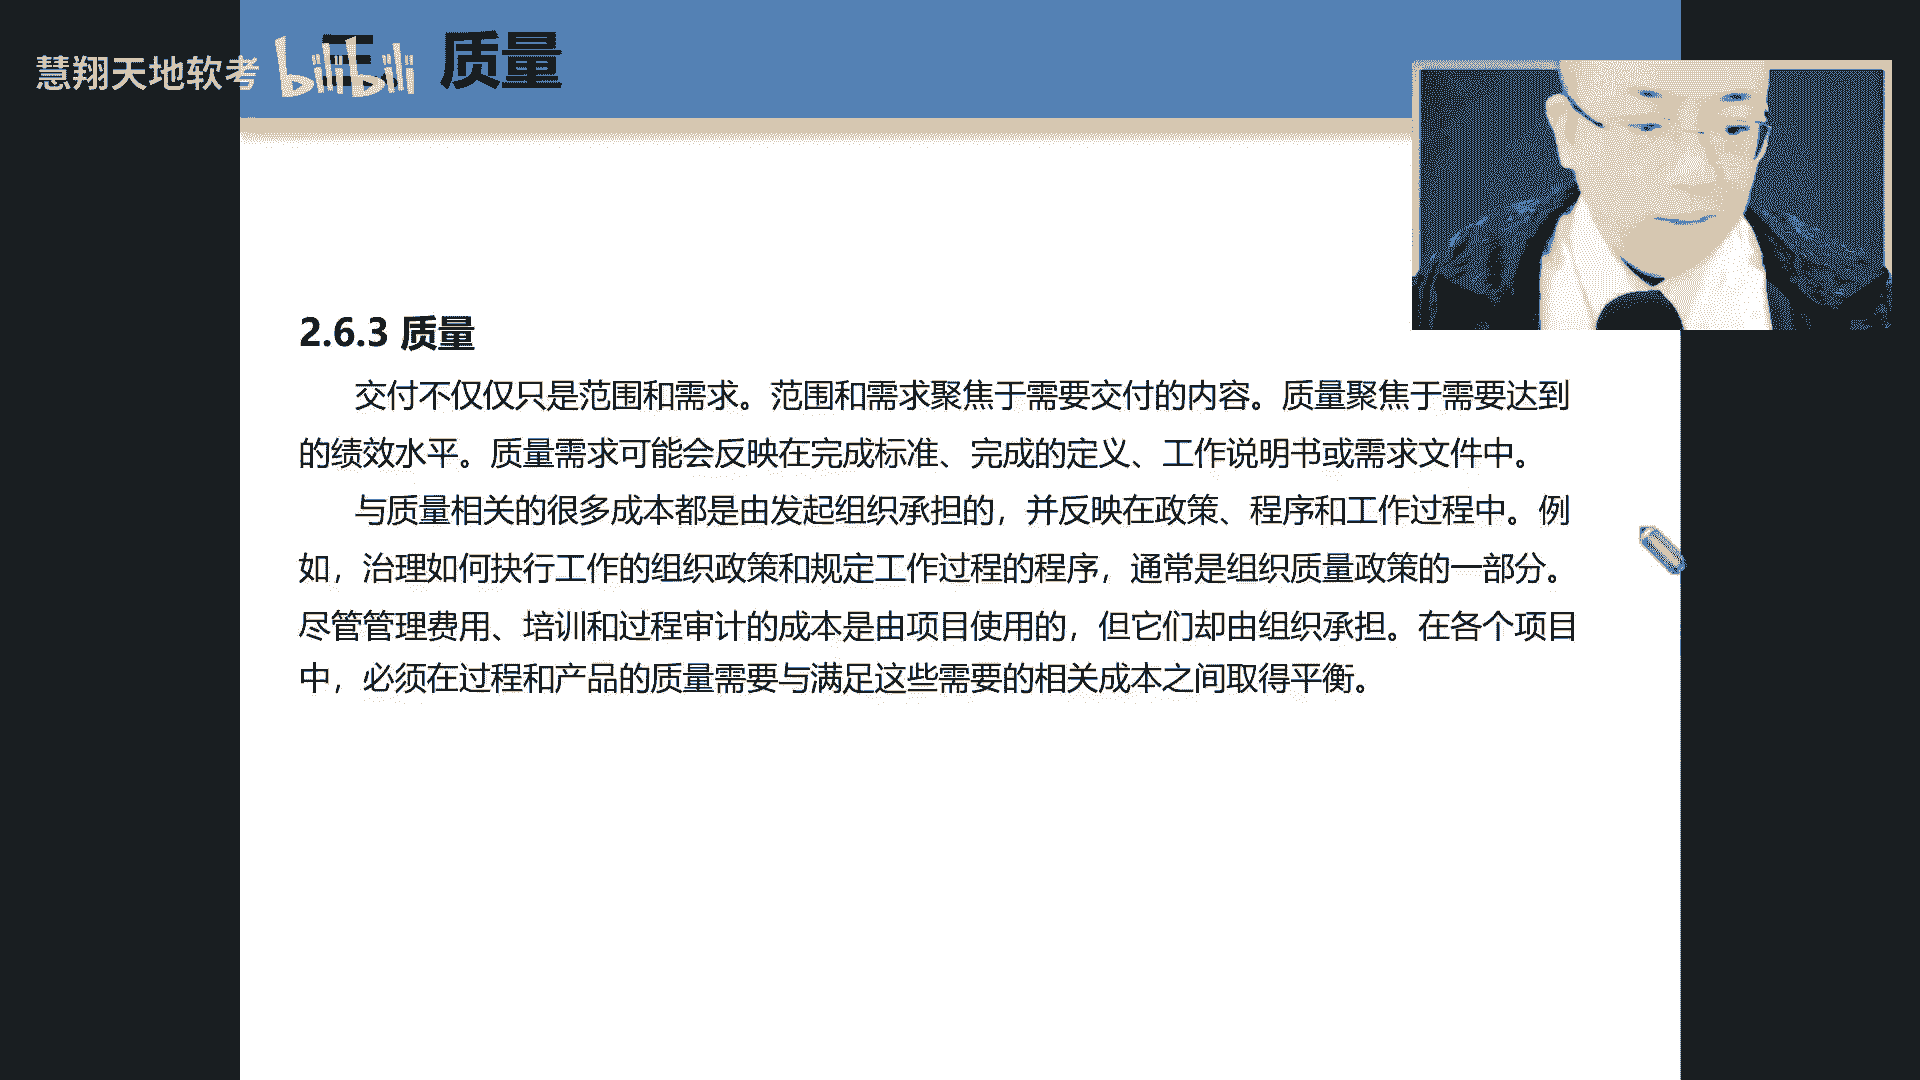 慧翔天地软考 bilibili 三、质量
2.6.3 质量
交付不仅仅只是范围和需求。范围和需求聚焦于需要交付的内容。质量聚焦于需要达到
的绩效水平。质量需求可能会反映在完成标准、完成的定义、工作说明书或需求文件中。
与质量相关的很多成本都是由发起组织承担的，并反映在政策、程序和工作过程中。例
如，治理如何执行工作的组织政策和规定工作过程的程序，通常是组织质量政策的一部分。
尽管管理费用、培训和过程审计的成本是由项目使用的，但它们却由组织承担。在各个项目
中，必须在过程和产品的质量需要与满足这些需要的相关成本之间取得平衡。